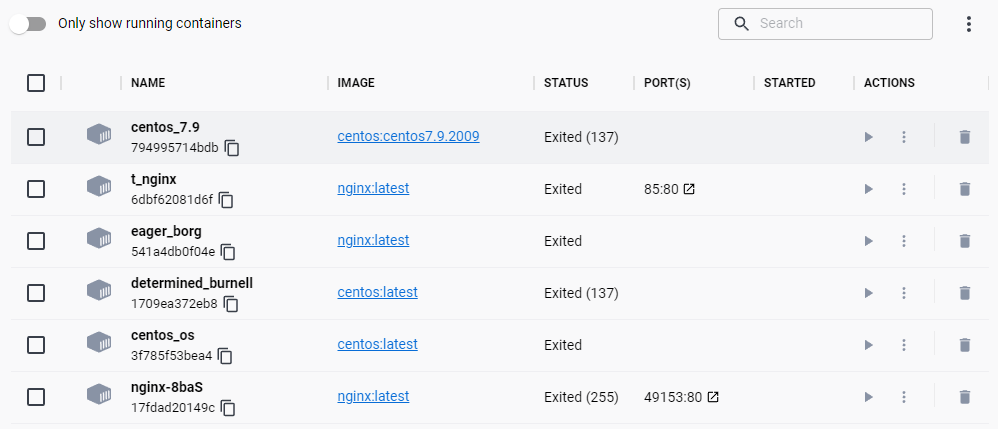 Only show running containers
Search
NAME IMAGE STATUS PORT(S) STARTED ACTIONS
centos_7.9
794995714bdb
centos:centos7.9.2009 Exited (137)
t_nginx
6dbf62081d6f
nginx:latest Exited 85:80
eager_borg
541a4db0f04e
nginx:latest Exited
determined_burnell
1709ea372eb8
centos:latest Exited (137)
centos_os
3f785f53bea4
centos:latest Exited
nginx-8baS
17fdad20149c
nginx:latest Exited (255) 49153:80